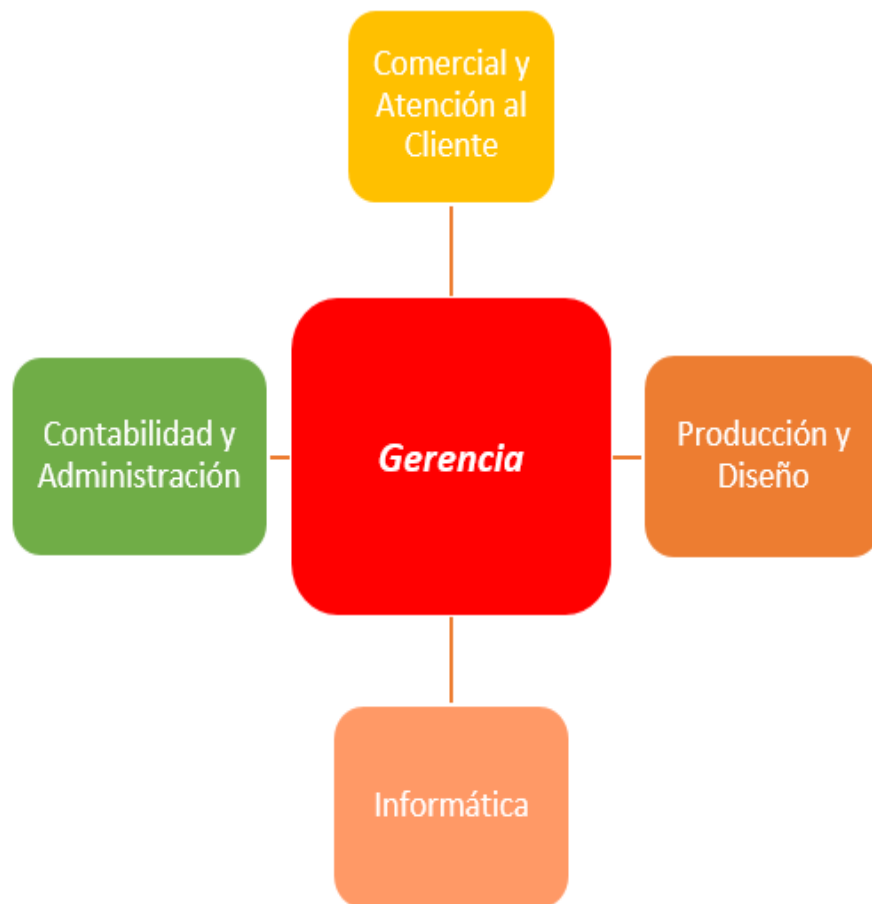 Comercial y
Atención al
Cliente
Contabilidad y
Administración
Gerencia
Producción y
Diseño
Informática